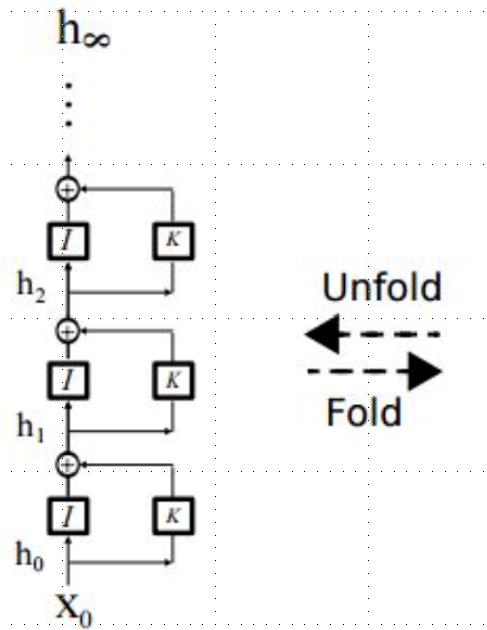 h∞
I K
h₂
Unfold
I K
Fold
h₁
I K
h₀
X₀